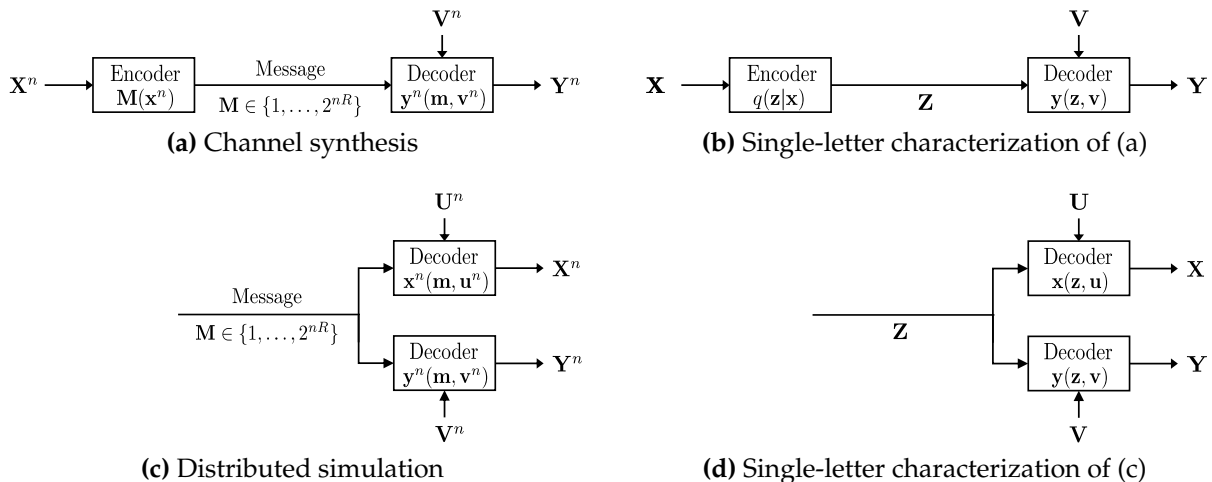 V^n
X^n
Encoder
M(x^n)
Message
M ∈ {1, . . . , 2^{nR}}
Decoder
y^n(m, v^n)
Y^n
(a) Channel synthesis
V
X
Encoder
q(z|x)
Z
Decoder
y(z, v)
Y
(b) Single-letter characterization of (a)
U^n
Decoder
x^n(m, u^n)
X^n
Message
M ∈ {1, . . . , 2^{nR}}
Decoder
y^n(m, v^n)
Y^n
V^n
(c) Distributed simulation
U
Decoder
x(z, u)
X
Z
Decoder
y(z, v)
Y
V
(d) Single-letter characterization of (c)